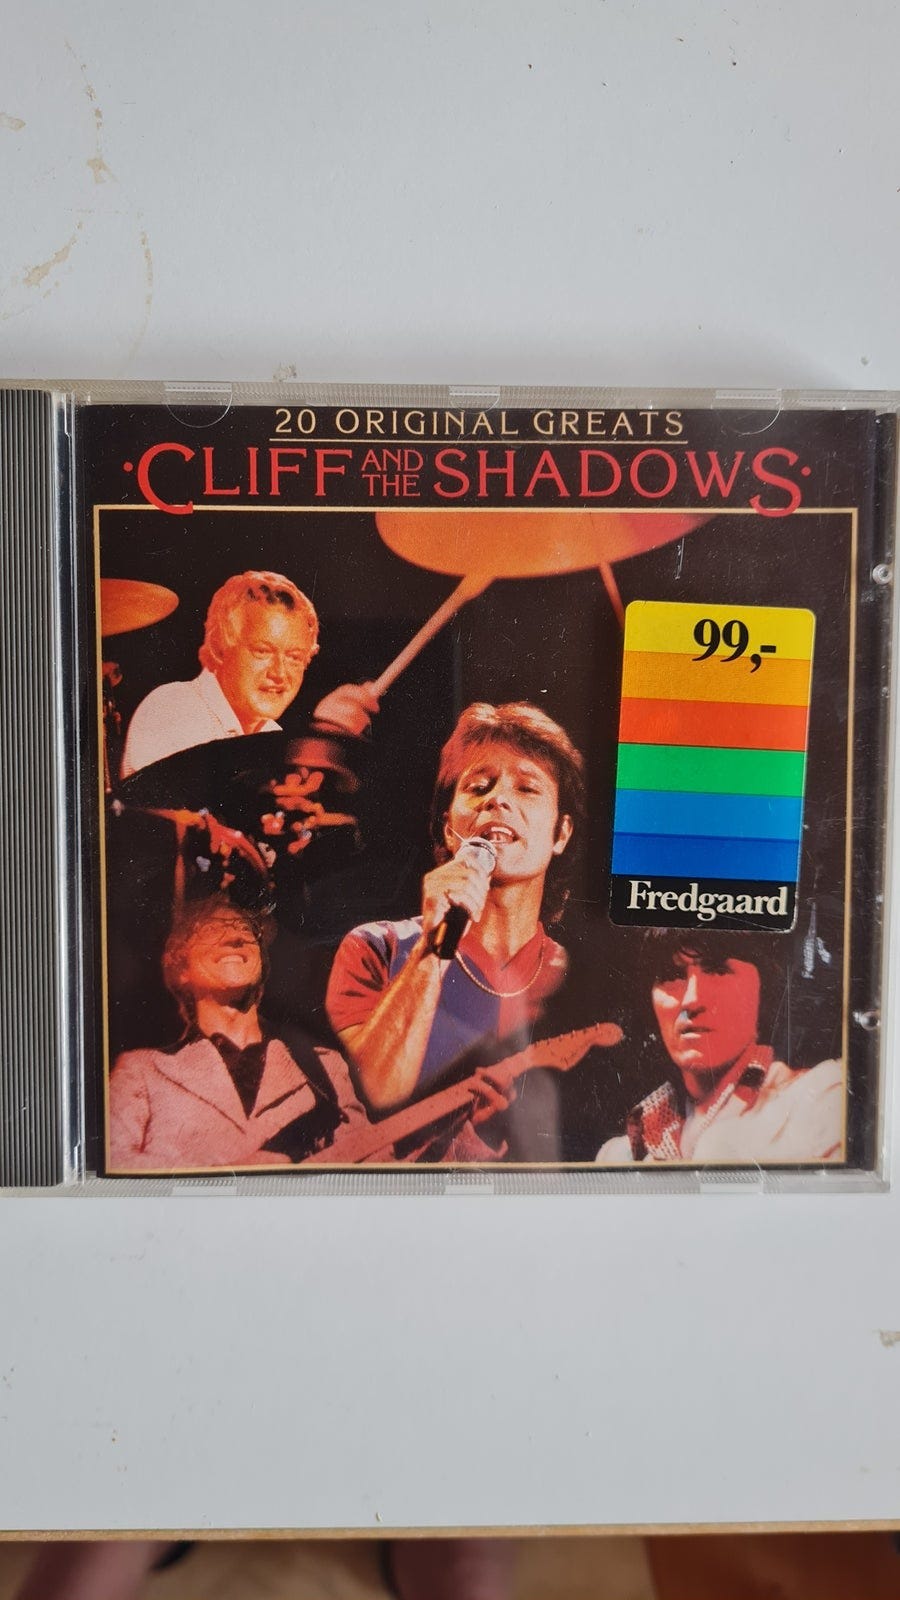 20 ORIGINAL GREATS
·CLIFF AND THE SHADOWS·
99,-
Fredgaard